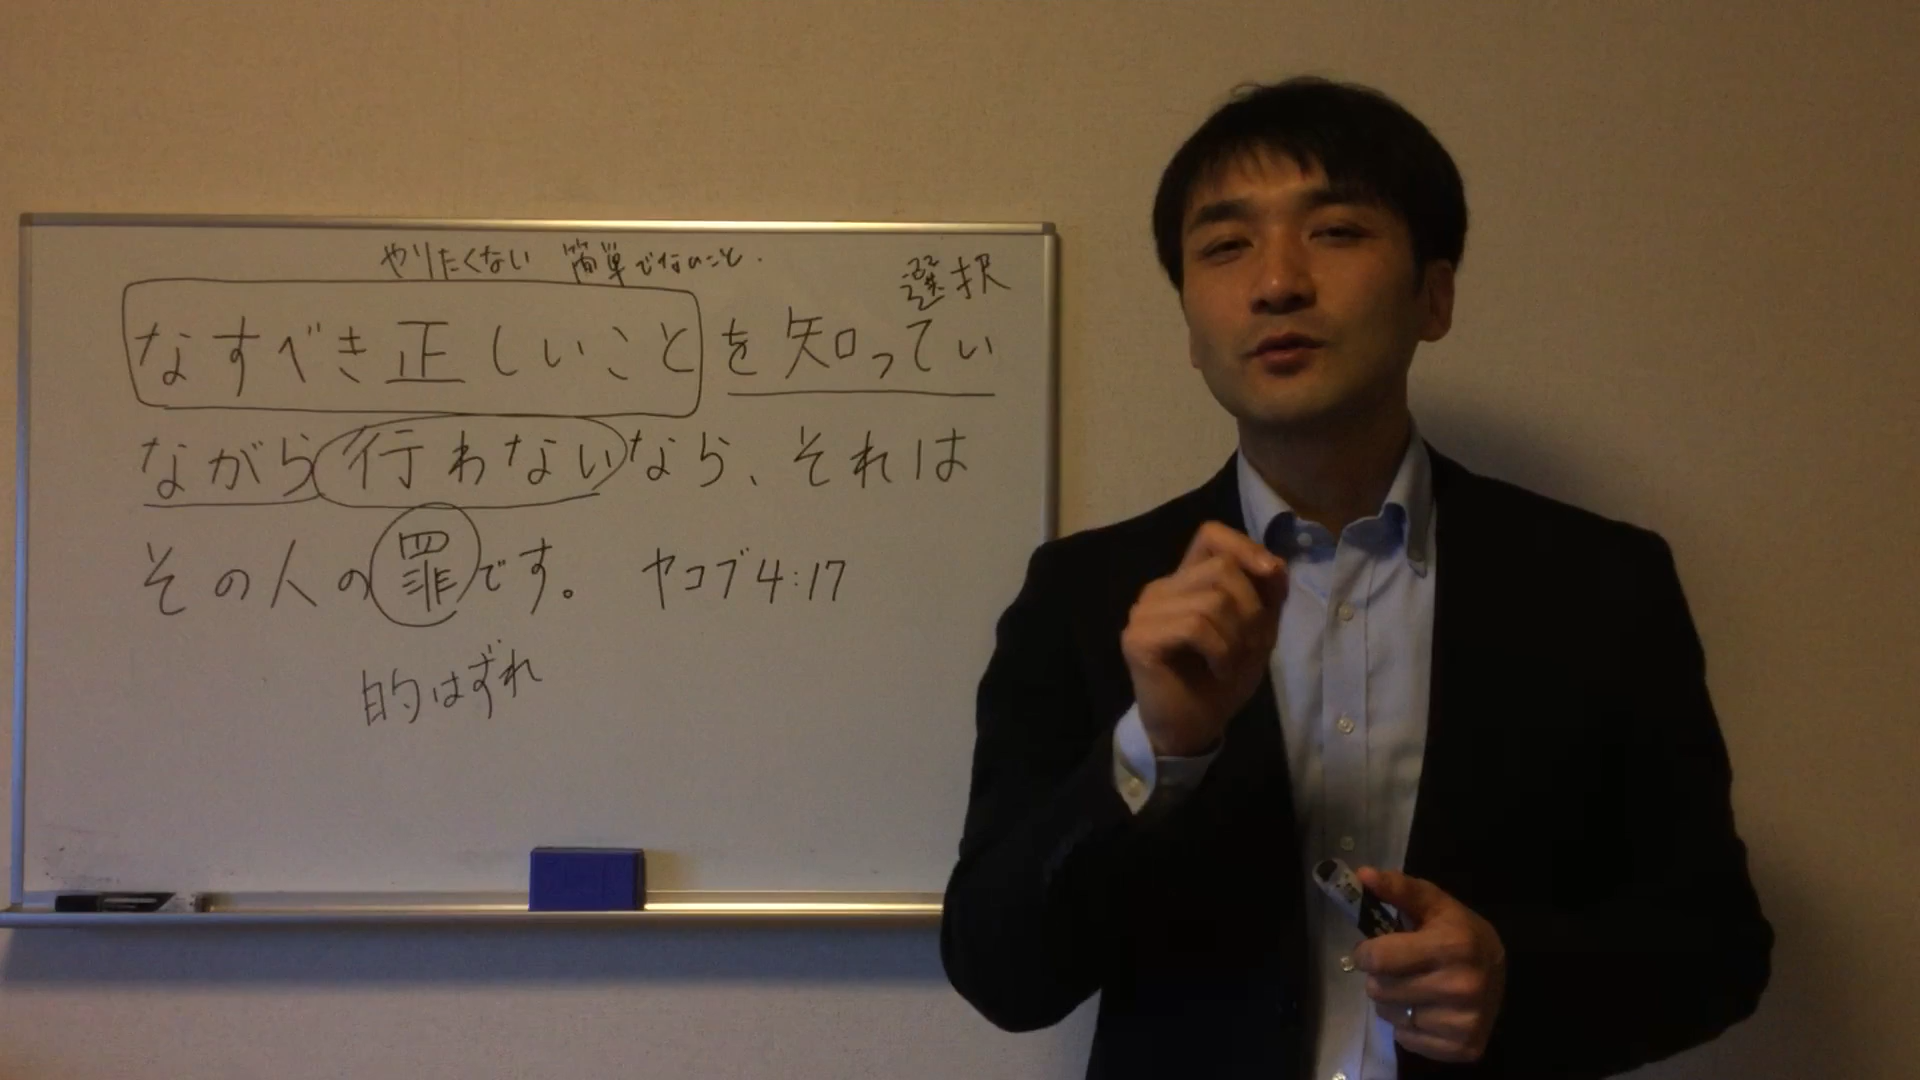 やりたくない 簡単でないこと.
選択
なすべき正しいことを知ってい
ながら行わないなら、それは
その人の罪です。 ヤコブ4:17
的はずれ